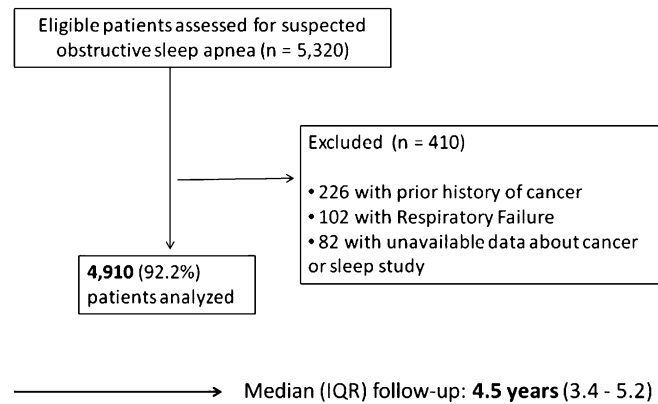 Eligible patients assessed for suspected
obstructive sleep apnea (n = 5,320)
Excluded (n = 410)
• 226 with prior history of cancer
• 102 with Respiratory Failure
• 82 with unavailable data about cancer
or sleep study
4,910 (92.2%)
patients analyzed
Median (IQR) follow-up: 4.5 years (3.4 - 5.2)